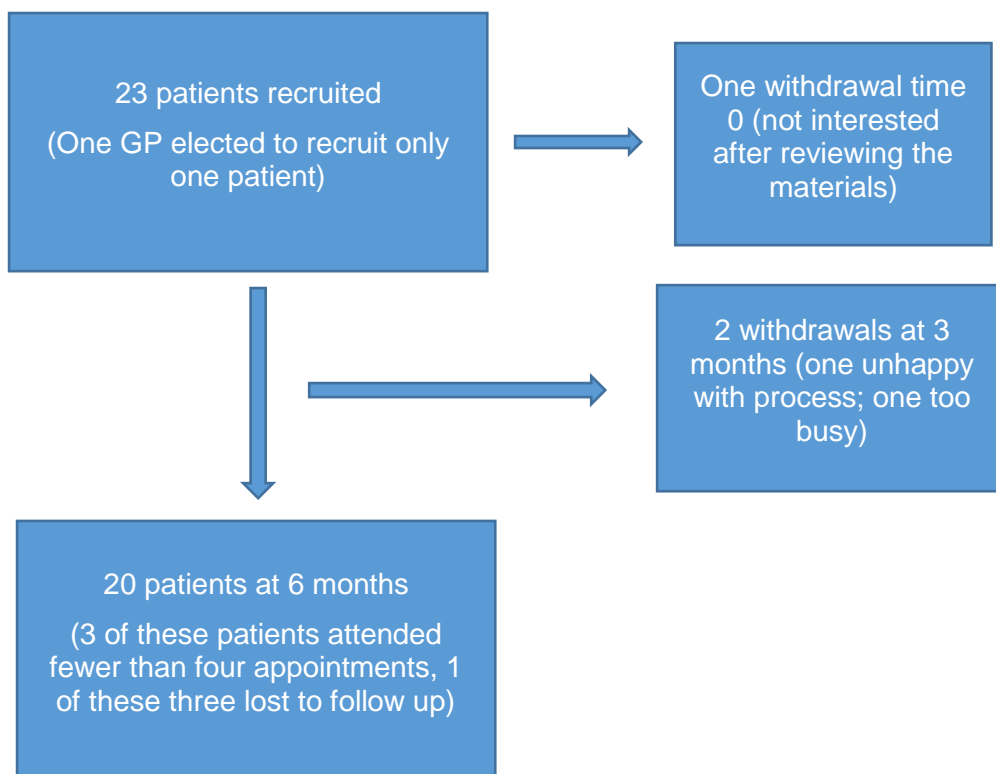 23 patients recruited
(One GP elected to recruit only
one patient)
One withdrawal time
0 (not interested
after reviewing the
materials)
2 withdrawals at 3
months (one unhappy
with process; one too
busy)
20 patients at 6 months
(3 of these patients attended
fewer than four appointments, 1
of these three lost to follow up)